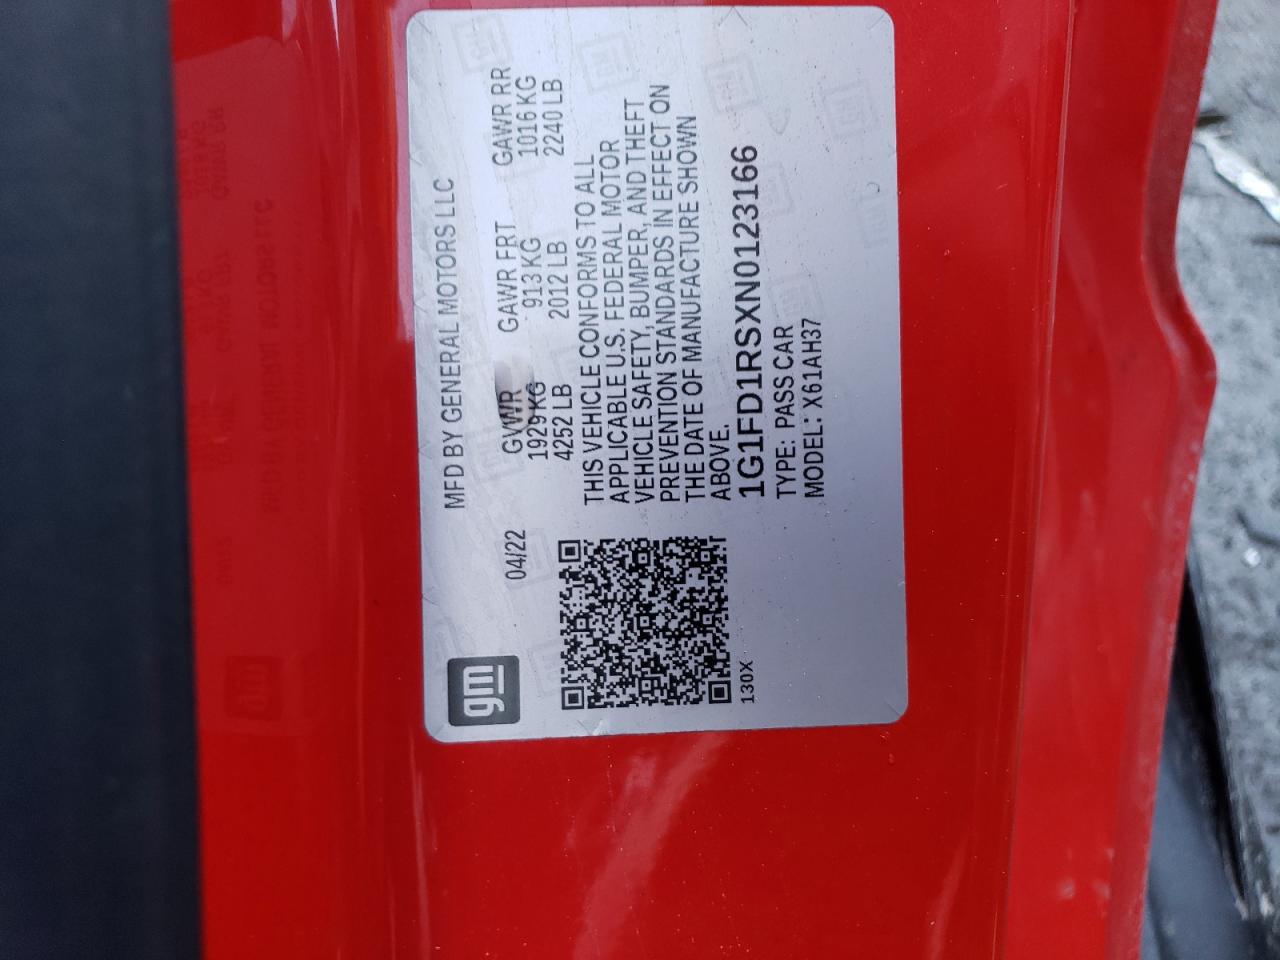 gm
MFD BY GENERAL MOTORS LLC
04/22
GVWR GAWR FRT GAWR RR
1929 KG 913 KG 1016 KG
4252 LB 2012 LB 2240 LB
THIS VEHICLE CONFORMS TO ALL
APPLICABLE U.S. FEDERAL MOTOR
VEHICLE SAFETY, BUMPER, AND THEFT
PREVENTION STANDARDS IN EFFECT ON
THE DATE OF MANUFACTURE SHOWN
ABOVE.
1G1FD1RSXN0123166
TYPE: PASS CAR
MODEL: X61AH37
130X